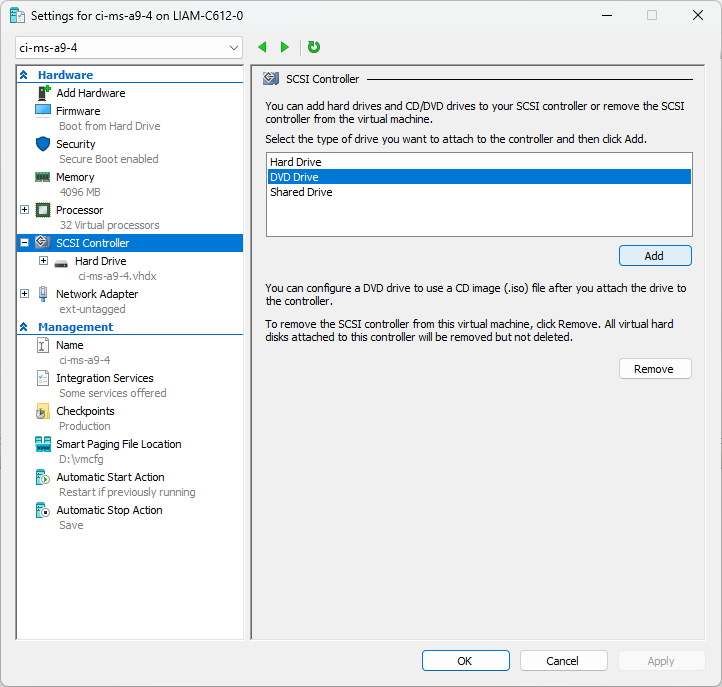 Settings for ci-ms-a9-4 on LIAM-C612-0
ci-ms-a9-4
Hardware
Add Hardware
Firmware
Boot from Hard Drive
Security
Secure Boot enabled
Memory
4096 MB
Processor
32 Virtual processors
SCSI Controller
Hard Drive
ci-ms-a9-4.vhdx
Network Adapter
ext-untagged
Management
Name
ci-ms-a9-4
Integration Services
Some services offered
Checkpoints
Production
Smart Paging File Location
D:\vmcfg
Automatic Start Action
Restart if previously running
Automatic Stop Action
Save
SCSI Controller
You can add hard drives and CD/DVD drives to your SCSI controller or remove the SCSI
controller from the virtual machine.
Select the type of drive you want to attach to the controller and then click Add.
Hard Drive
DVD Drive
Shared Drive
Add
You can configure a DVD drive to use a CD image (.iso) file after you attach the drive to
the controller.
To remove the SCSI controller from this virtual machine, click Remove. All virtual hard
disks attached to this controller will be removed but not deleted.
Remove
OK
Cancel
Apply